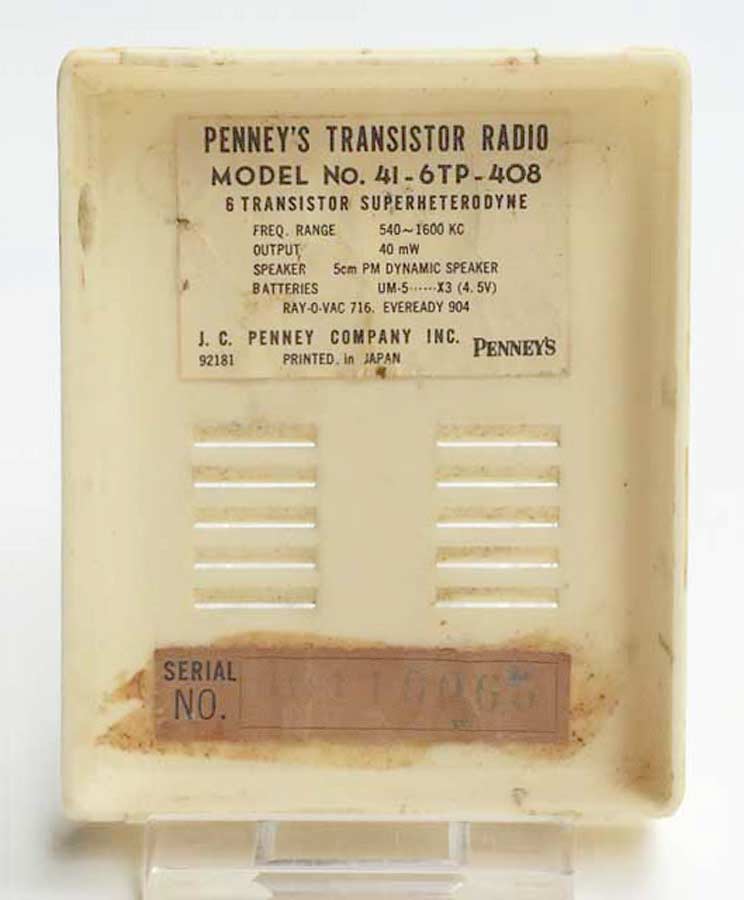 PENNEY'S TRANSISTOR RADIO
MODEL No. 41-6TP-408
6 TRANSISTOR SUPERHETERODYNE
FREQ. RANGE 540~1600 KC
OUTPUT 40 mW
SPEAKER 5cm PM DYNAMIC SPEAKER
BATTERIES UM-5······X3 (4.5V)
RAY-O-VAC 716. EVEREADY 904
J. C. PENNEY COMPANY INC. PENNEY'S
92181 PRINTED. in JAPAN
SERIAL
NO.